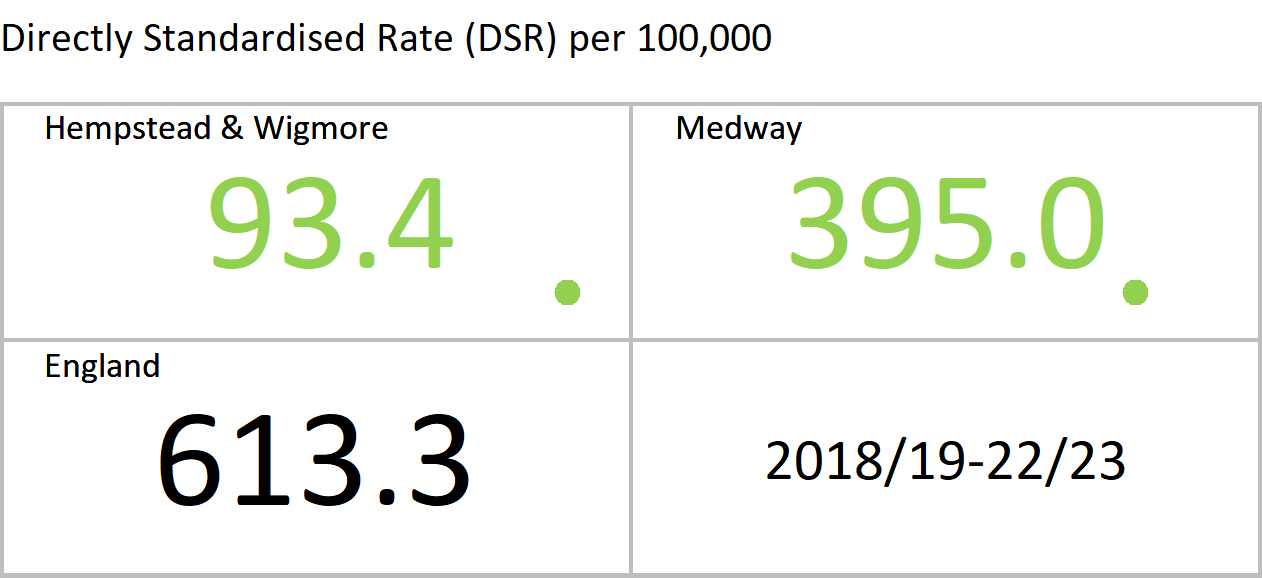 Directly Standardised Rate (DSR) per 100,000
Hempstead & Wigmore
93.4
Medway
395.0
England
613.3
2018/19-22/23